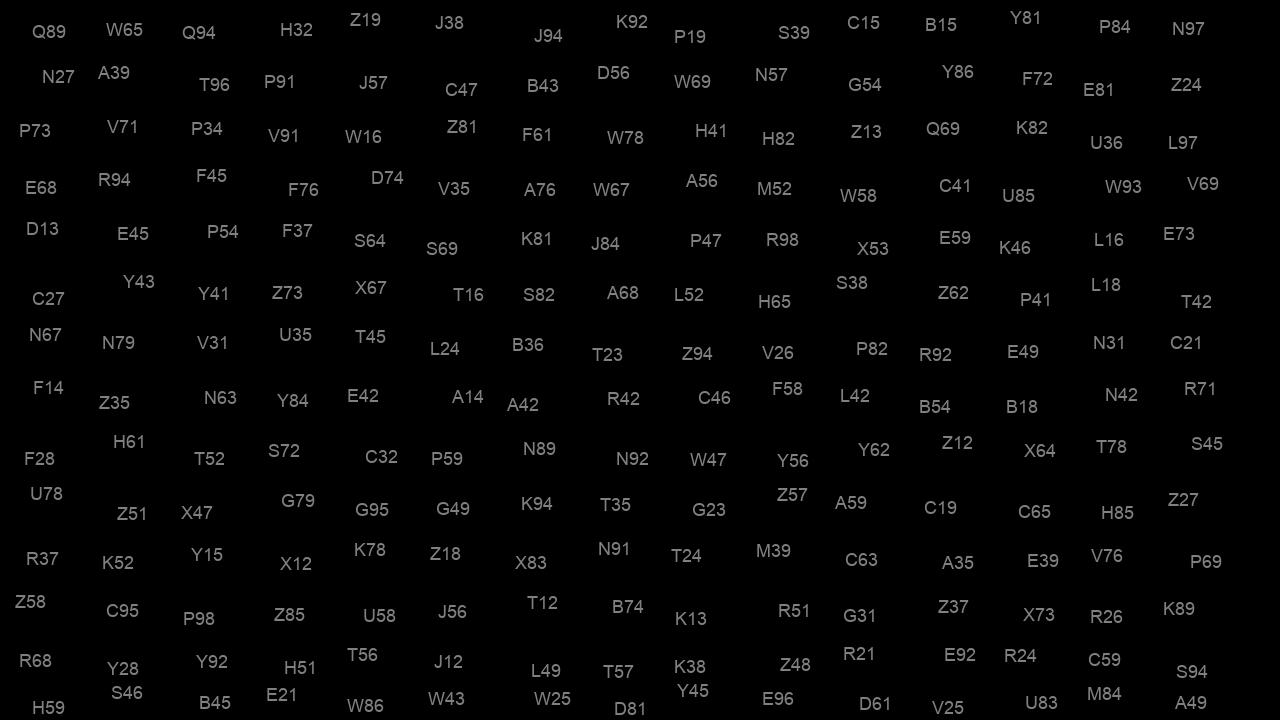 Q89 W65 Q94 H32 Z19 J38 J94 K92 P19 S39 C15 B15 Y81 P84 N97
N27 A39 T96 P91 J57 C47 B43 D56 W69 N57 G54 Y86 F72 E81 Z24
P73 V71 P34 V91 W16 Z81 F61 W78 H41 H82 Z13 Q69 K82 U36 L97
E68 R94 F45 F76 D74 V35 A76 W67 A56 M52 W58 C41 U85 W93 V69
D13 E45 P54 F37 S64 S69 K81 J84 P47 R98 X53 E59 K46 L16 E73
C27 Y43 Y41 Z73 X67 T16 S82 A68 L52 H65 S38 Z62 P41 L18 T42
N67 N79 V31 U35 T45 L24 B36 T23 Z94 V26 P82 R92 E49 N31 C21
F14 Z35 N63 Y84 E42 A14 A42 R42 C46 F58 L42 B54 B18 N42 R71
F28 H61 T52 S72 C32 P59 N89 N92 W47 Y56 Y62 Z12 X64 T78 S45
U78 Z51 X47 G79 G95 G49 K94 T35 G23 Z57 A59 C19 C65 H85 Z27
R37 K52 Y15 X12 K78 Z18 X83 N91 T24 M39 C63 A35 E39 V76 P69
Z58 C95 P98 Z85 U58 J56 T12 B74 K13 R51 G31 Z37 X73 R26 K89
R68 Y28 Y92 H51 T56 J12 L49 T57 K38 Z48 R21 E92 R24 C59 S94
H59 S46 B45 E21 W86 W43 W25 D81 Y45 E96 D61 V25 U83 M84 A49